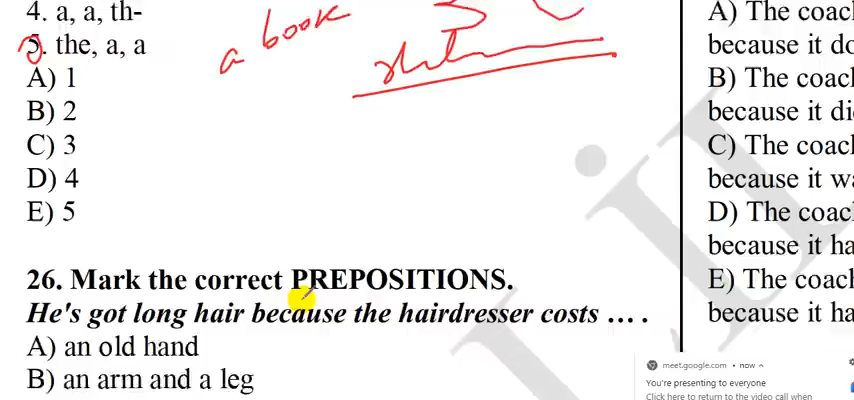 4. a, a, th-
5. the, a, a
a book
A) 1
B) 2
C) 3
D) 4
E) 5
26. Mark the correct PREPOSITIONS.
He's got long hair because the hairdresser costs ... .
A) an old hand
B) an arm and a leg
A) The coac
because it do
B) The coac
because it di
C) The coac
because it wa
D) The coac
because it ha
E) The coac
because it ha
meet.google.com • now
You're presenting to everyone
Click here to return to the video call when